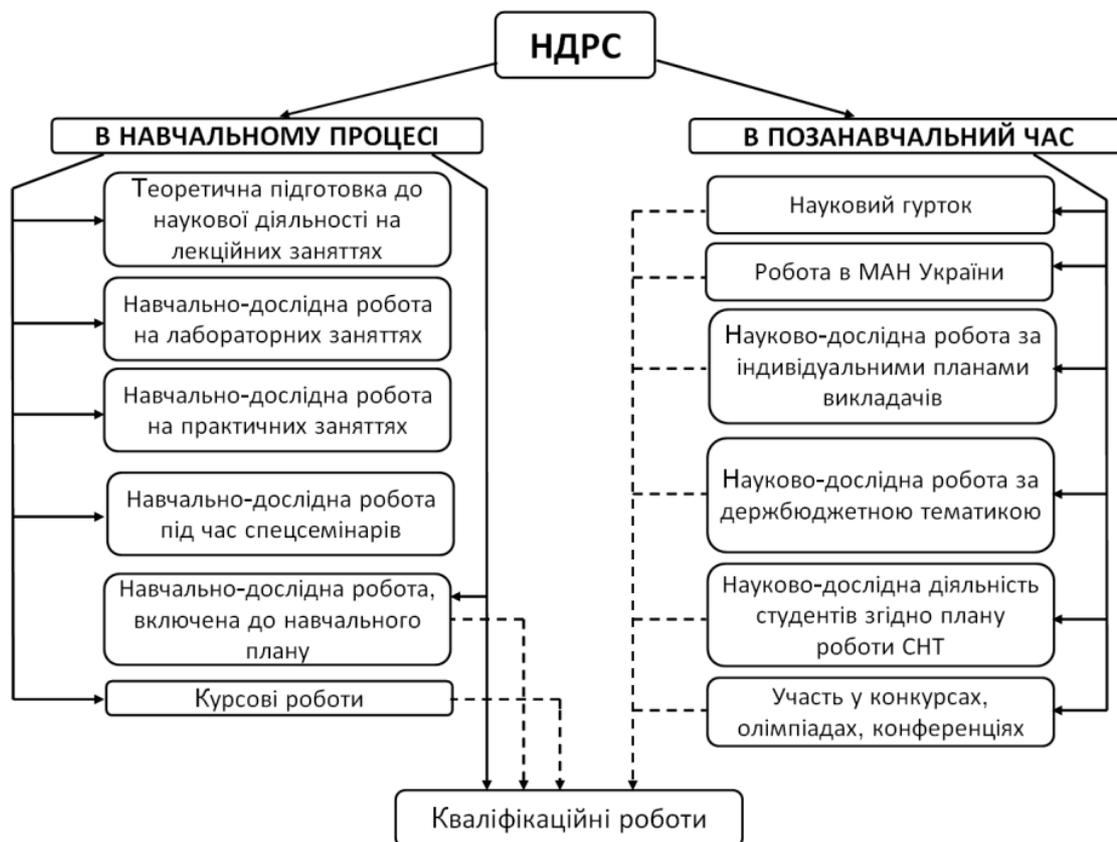 НДРС
В НАВЧАЛЬНОМУ ПРОЦЕСІ
Теоретична підготовка до
наукової діяльності на
лекційних заняттях
Навчально-дослідна робота
на лабораторних заняттях
Навчально-дослідна робота
на практичних заняттях
Навчально-дослідна робота
під час спецсемінарів
Навчально-дослідна робота,
включена до навчального
плану
Курсові роботи
В ПОЗАНАВЧАЛЬНИЙ ЧАС
Науковий гурток
Робота в МАН України
Науково-дослідна робота за
індивідуальними планами
викладачів
Науково-дослідна робота за
держбюджетною тематикою
Науково-дослідна діяльність
студентів згідно плану
роботи СНТ
Участь у конкурсах,
олімпіадах, конференціях
Кваліфікаційні роботи